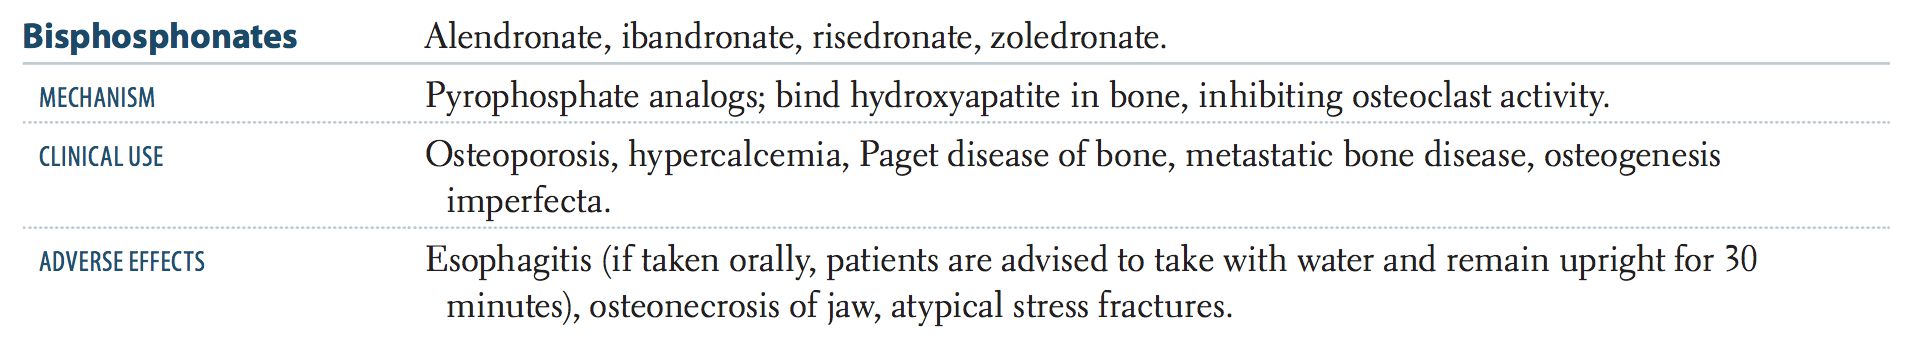 Bisphosphonates Alendronate, ibandronate, risedronate, zoledronate.
MECHANISM Pyrophosphate analogs; bind hydroxyapatite in bone, inhibiting osteoclast activity.
CLINICAL USE Osteoporosis, hypercalcemia, Paget disease of bone, metastatic bone disease, osteogenesis
imperfecta.
ADVERSE EFFECTS Esophagitis (if taken orally, patients are advised to take with water and remain upright for 30
minutes), osteonecrosis of jaw, atypical stress fractures.